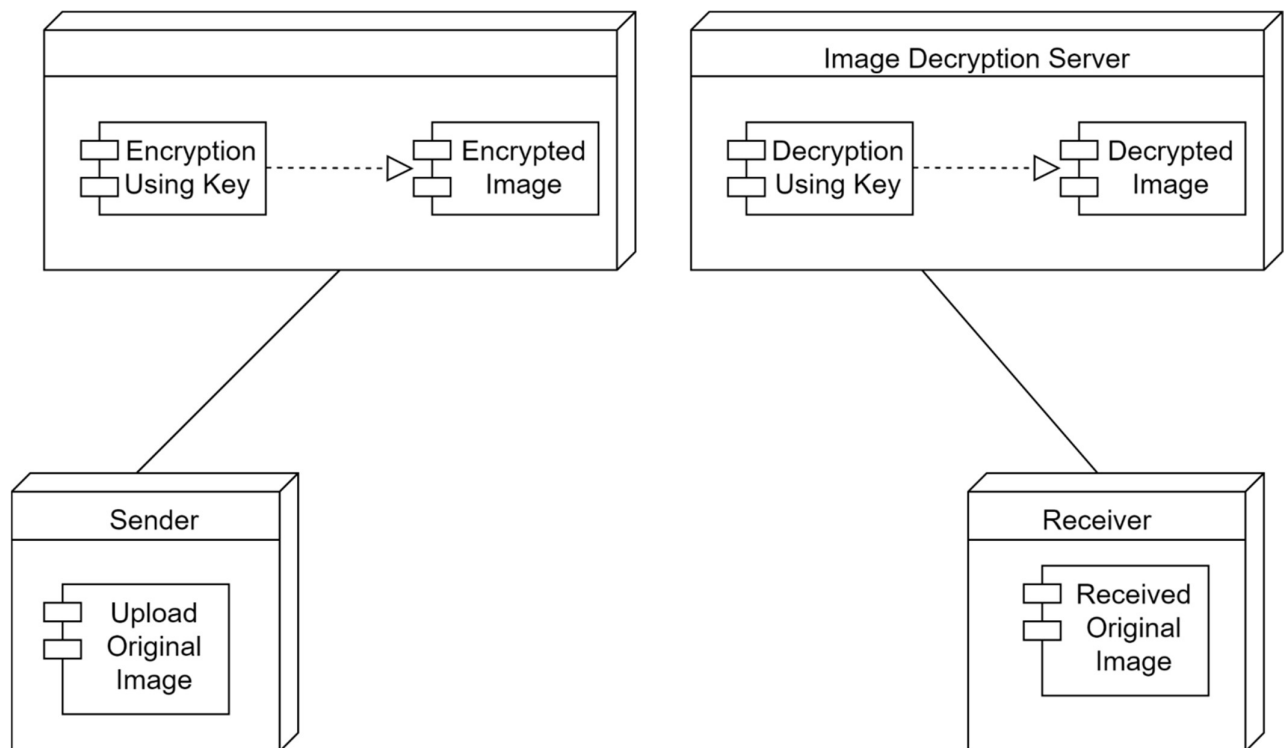 Image Decryption Server
Encryption
Using Key
Encrypted
Image
Decryption
Using Key
Decrypted
Image
Sender
Upload
Original
Image
Receiver
Received
Original
Image